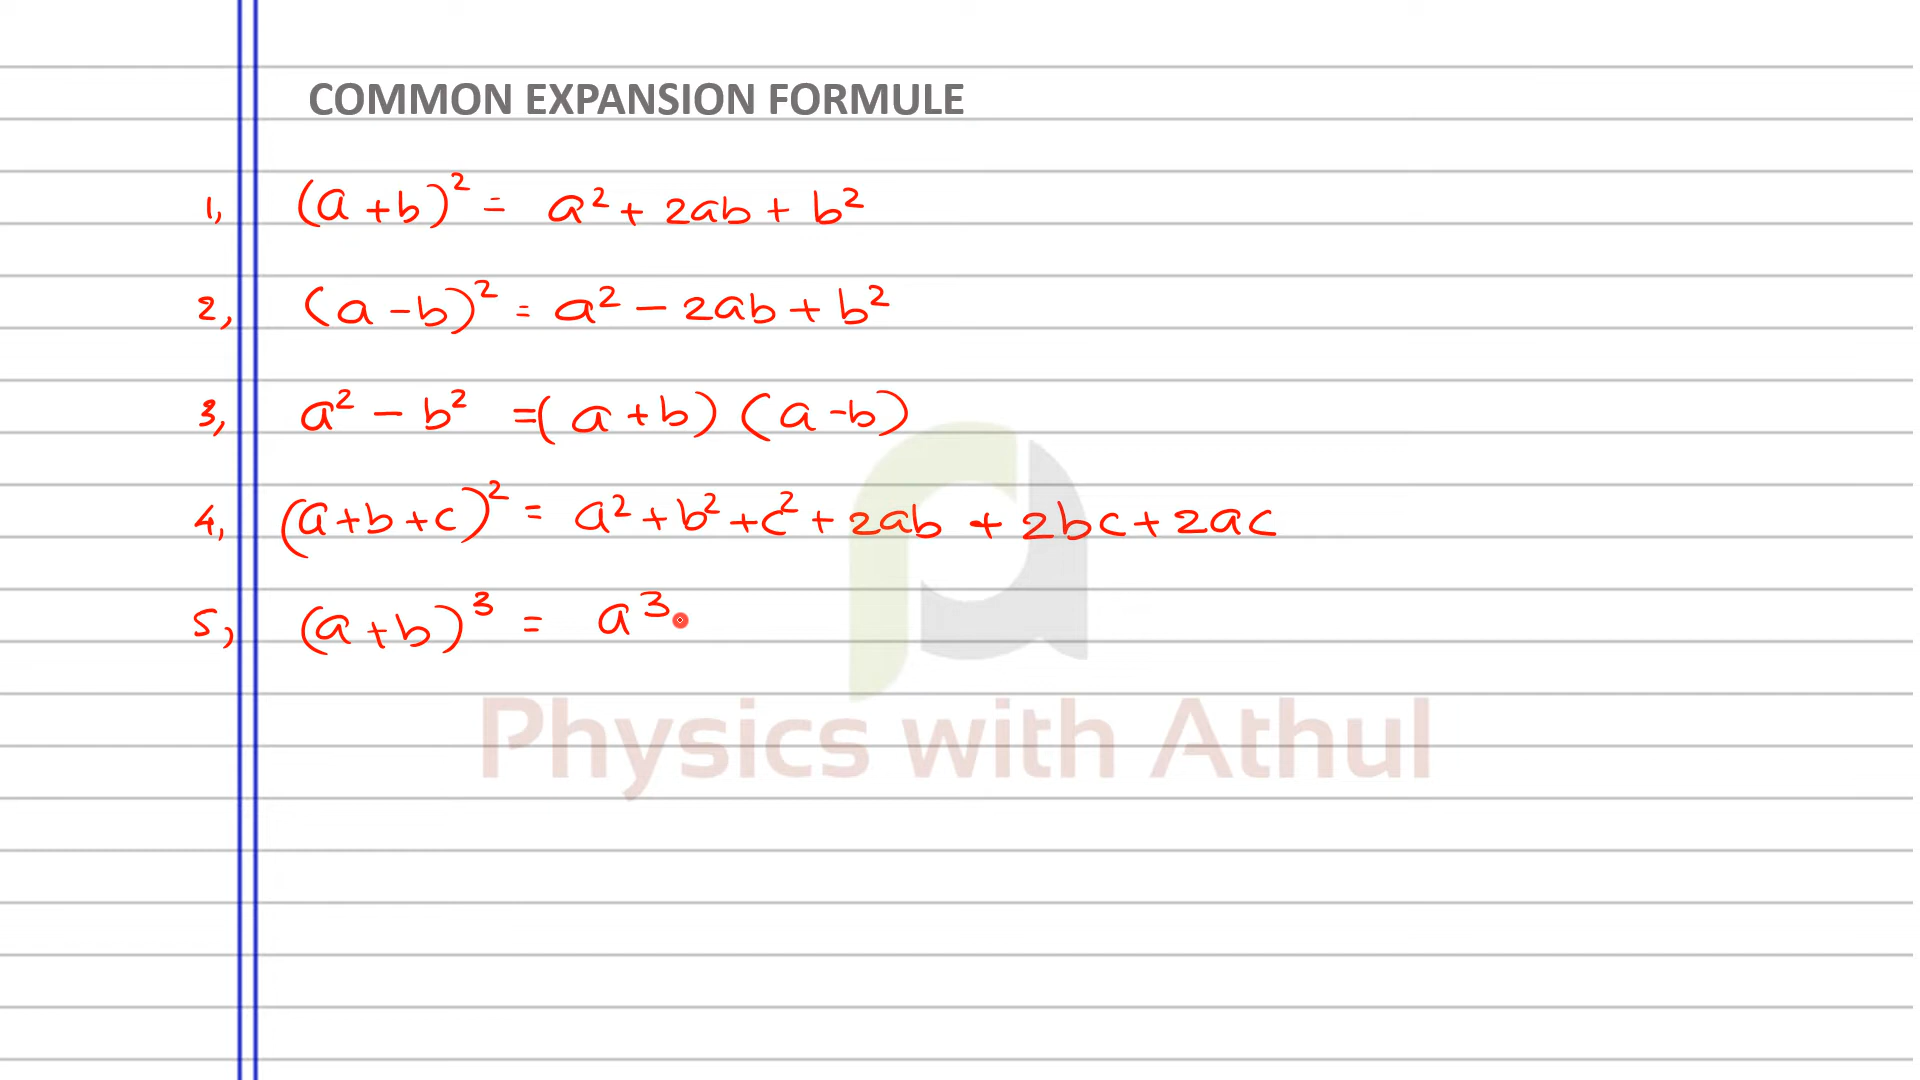 COMMON EXPANSION FORMULE
1, (a+b)² = a² + 2ab + b²
2, (a-b)² = a² - 2ab + b²
3, a² - b² = (a+b) (a-b)
4, (a+b+c)² = a² + b² + c² + 2ab + 2bc + 2ac
5, (a+b)³ = a³
Physics with Athul